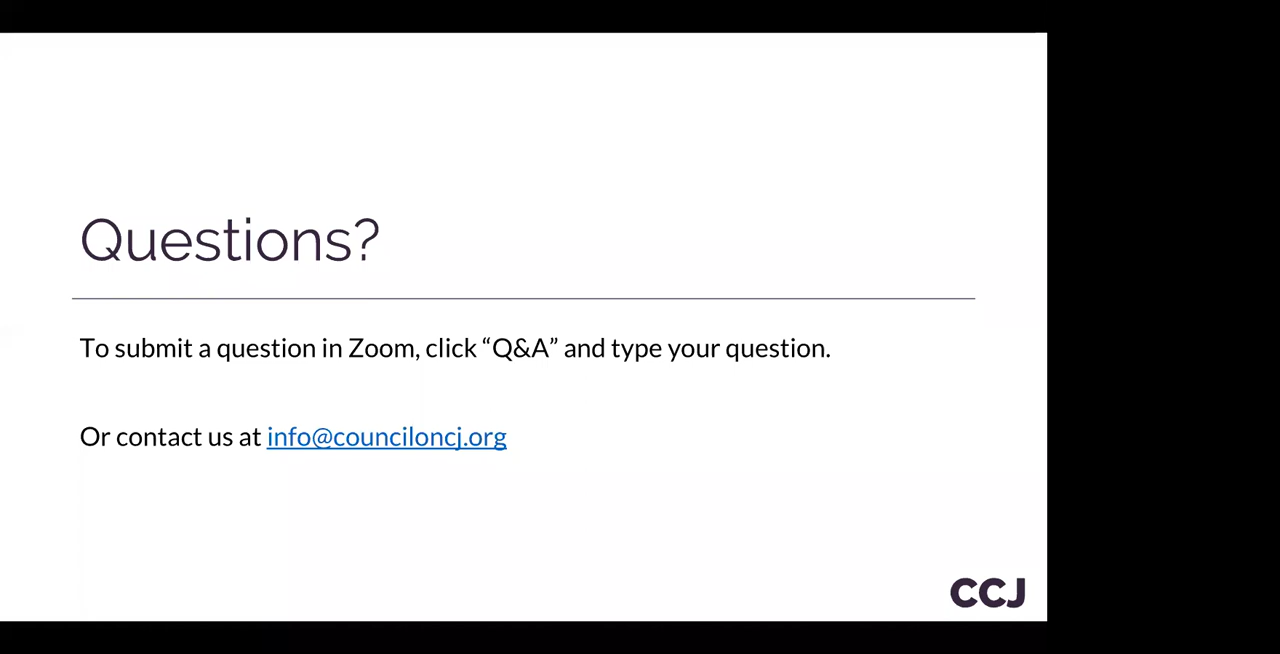 Questions?
To submit a question in Zoom, click “Q&A” and type your question.
Or contact us at info@counciloncj.org
CCJ